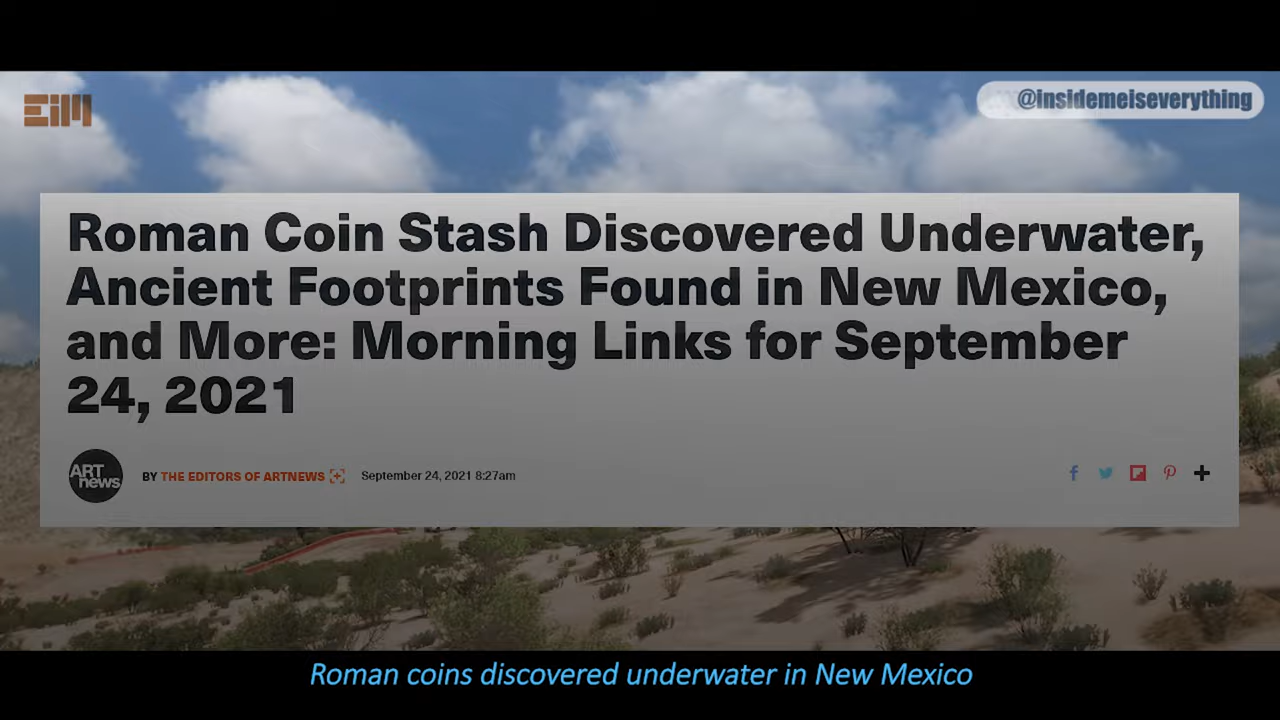 EiM
@insidemeiseverything
Roman Coin Stash Discovered Underwater,
Ancient Footprints Found in New Mexico,
and More: Morning Links for September
24, 2021
ART
news
BY THE EDITORS OF ARTNEWS [+] September 24, 2021 8:27am
Roman coins discovered underwater in New Mexico